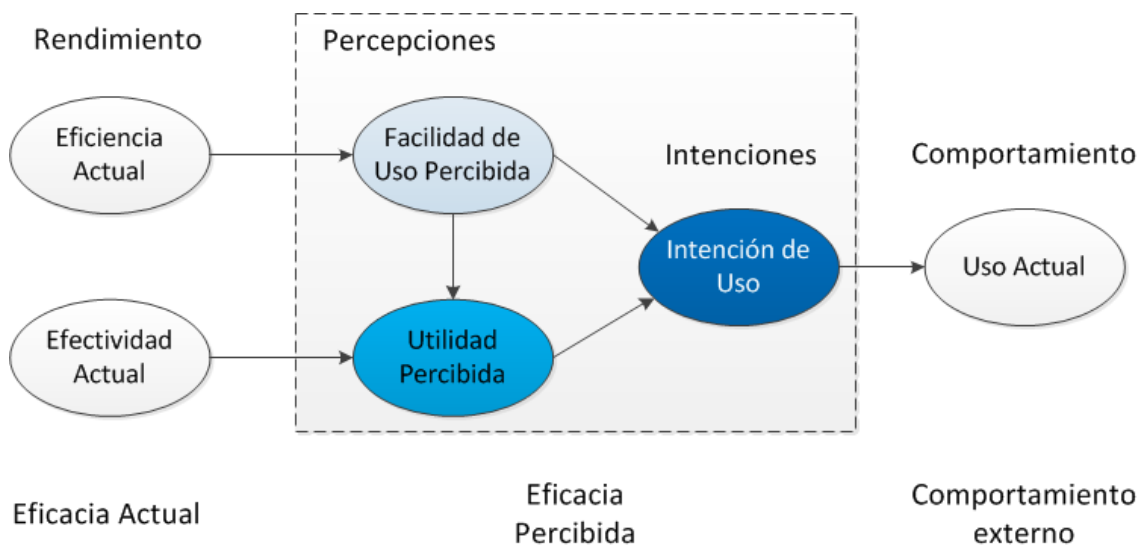 Rendimiento
Percepciones
Eficiencia
Actual
Facilidad de
Uso Percibida
Intenciones
Comportamiento
Intención de
Uso
Uso Actual
Efectividad
Actual
Utilidad
Percibida
Eficacia Actual
Eficacia
Percibida
Comportamiento
externo